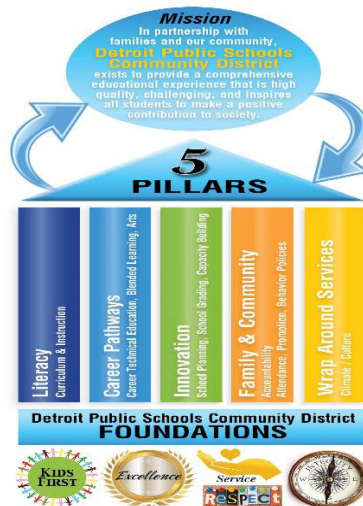 Mission
In partnership with
families and our community,
Detroit Public Schools
Community District
exists to provide a comprehensive
educational experience that is high
quality, challenging, and inspires
all students to make a positive
contribution to society.
5
PILLARS
Literacy
Curriculum & Instruction
Career Pathways
Career Technical Education, Blended Learning, Arts
Innovation
School Planning, School Grading, Capacity Building
Family & Community
Accountability
Attendance, Promotion, Behavior Policies
Wrap Around Services
Climate / Culture
Detroit Public Schools Community District
FOUNDATIONS
KIDS
FIRST
Excellence
Service
ReSPECt